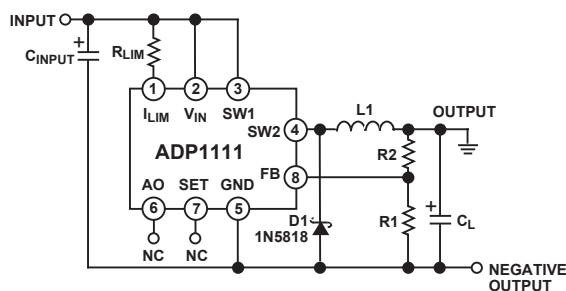 INPUT
CINPUT
+
RLIM
1
2
3
ILIM
VIN
SW1
L1
OUTPUT
SW2
4
ADP1111
R2
FB
8
AO
SET
GND
6
7
5
D1
1N5818
R1
+
CL
NC
NC
NEGATIVE
OUTPUT